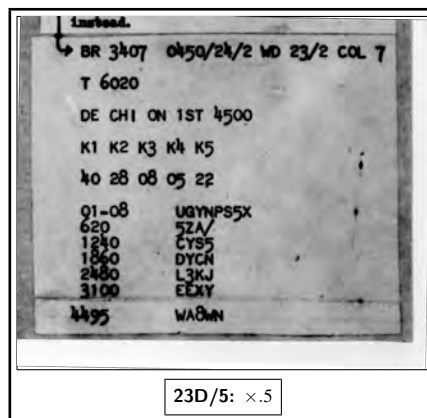 instead.
BR 3407 0450/24/2 WD 23/2 COL 7
T 6020
DE CHI ON 1ST 4500
K1 K2 K3 K4 K5
40 28 08 05 22
01-08 UGYNPS5X
620 5ZA/
1240 CYS5
1860 DYCN
2480 L3KJ
3100 EEXY
4495 WA8WN
23D/5: ×.5